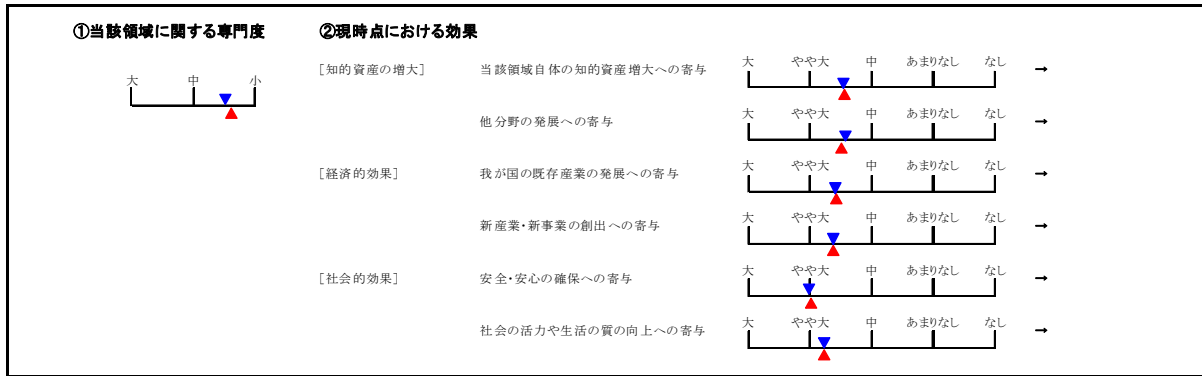 ①当該領域に関する専門度 ②現時点における効果
大 中 小
[知的資産の増大] 当該領域自体の知的資産増大への寄与 大 やや大 中 あまりなし なし →
他分野の発展への寄与 大 やや大 中 あまりなし なし →
[経済的効果] 我が国の既存産業の発展への寄与 大 やや大 中 あまりなし なし →
新産業・新事業の創出への寄与 大 やや大 中 あまりなし なし →
[社会的効果] 安全・安心の確保への寄与 大 やや大 中 あまりなし なし →
社会の活力や生活の質の向上への寄与 大 やや大 中 あまりなし なし →